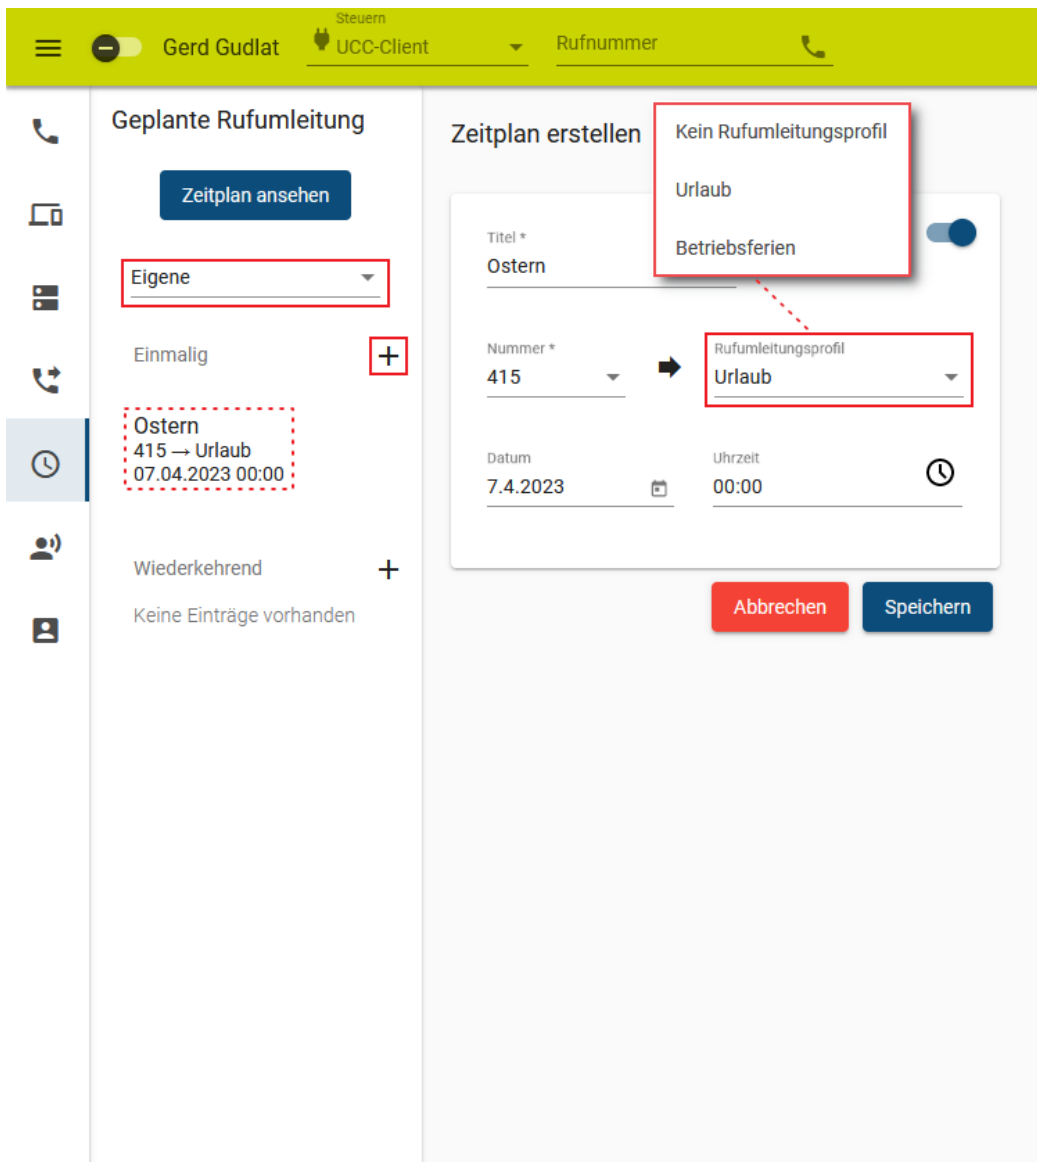 Gerd Gudlat
Steuern
UCC-Client
Rufnummer
Geplante Rufumleitung
Zeitplan ansehen
Eigene
Einmalig
Ostern
415 → Urlaub
07.04.2023 00:00
Wiederkehrend
Keine Einträge vorhanden
Zeitplan erstellen
Kein Rufumleitungsprofil
Urlaub
Betriebsferien
Titel *
Ostern
Nummer *
415
Rufumleitungsprofil
Urlaub
Datum
7.4.2023
Uhrzeit
00:00
Abbrechen
Speichern